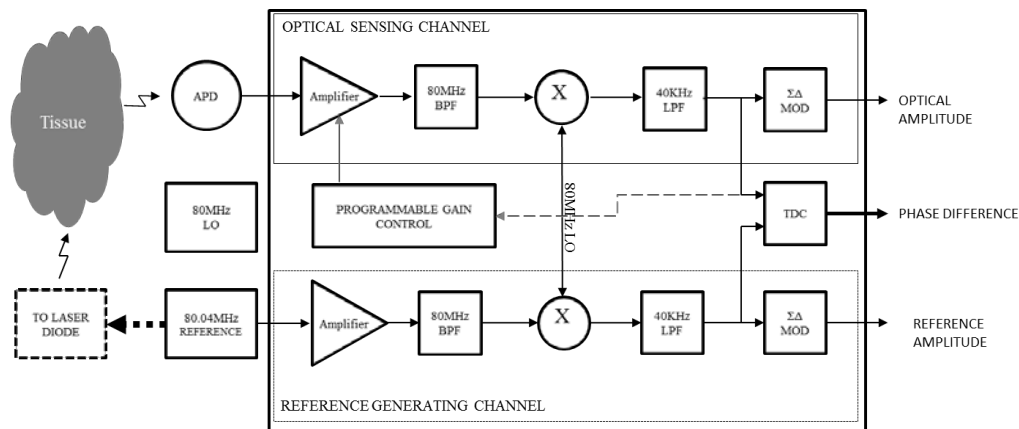 OPTICAL SENSING CHANNEL
Tissue
APD
Amplifier
80MHz
BPF
X
40KHz
LPF
ΣΔ
MOD
OPTICAL
AMPLITUDE
80MHz
LO
PROGRAMMABLE GAIN
CONTROL
80MHz LO
TDC
PHASE DIFFERENCE
TO LASER
DIODE
80.04MHz
REFERENCE
Amplifier
80MHz
BPF
X
40KHz
LPF
ΣΔ
MOD
REFERENCE
AMPLITUDE
REFERENCE GENERATING CHANNEL